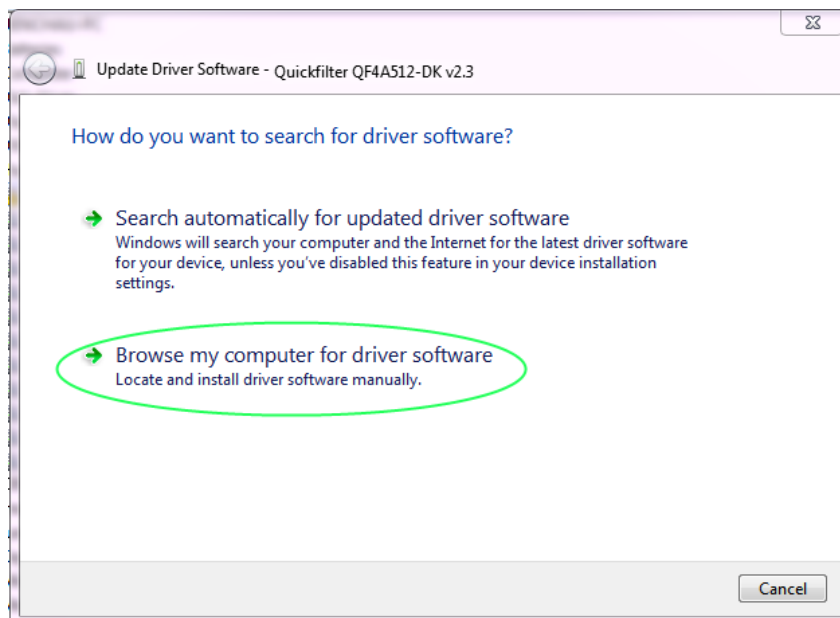 Update Driver Software - Quickfilter QF4A512-DK v2.3
How do you want to search for driver software?
Search automatically for updated driver software
Windows will search your computer and the Internet for the latest driver software
for your device, unless you've disabled this feature in your device installation
settings.
Browse my computer for driver software
Locate and install driver software manually.
Cancel